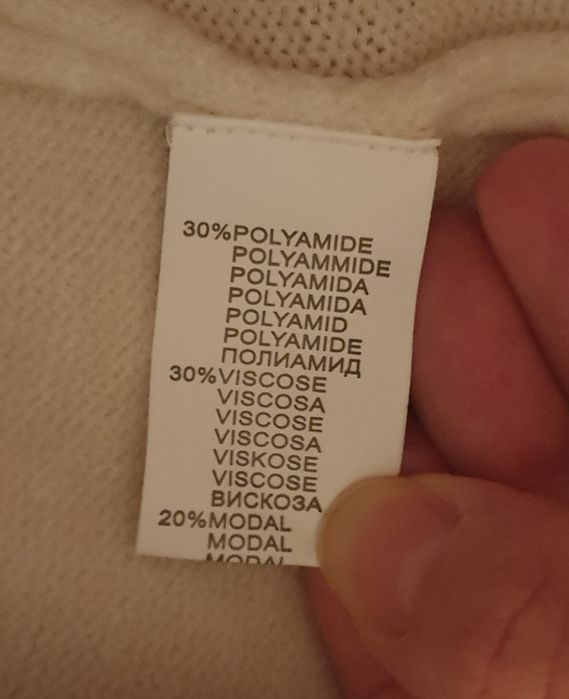 30%POLYAMIDE
POLYAMMIDE
POLYAMIDA
POLYAMIDA
POLYAMID
POLYAMIDE
ПОЛИАМИД
30%VISCOSE
VISCOSA
VISCOSE
VISCOSA
VISKOSE
VISCOSE
ВИСКОЗА
20%MODAL
MODAL
MODAL